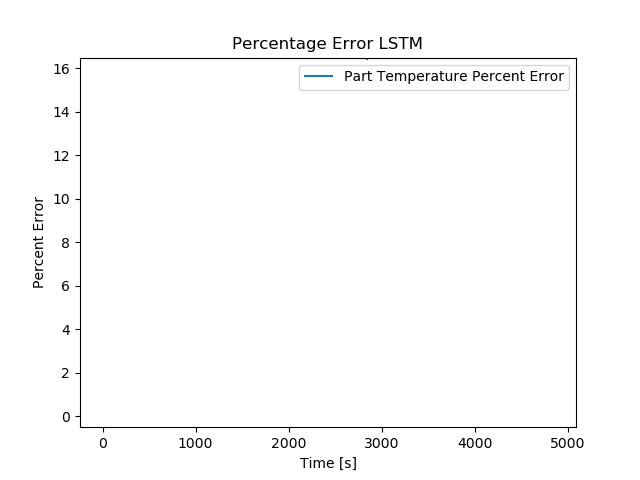 Percentage Error LSTM
Part Temperature Percent Error
16
14
12
10
8
6
4
2
0
Percent Error
0 1000 2000 3000 4000 5000
Time [s]